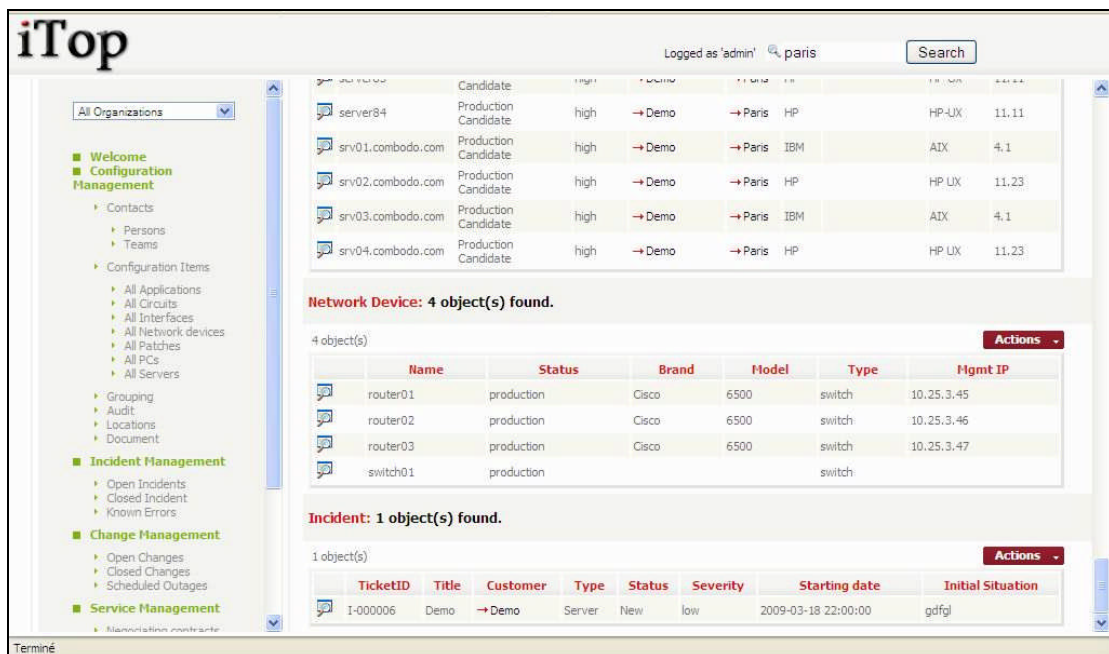 iTop
Logged as 'admin' paris Search
All Organizations
Welcome
Configuration
Management
Contacts
Persons
Teams
Configuration Items
All Applications
All Circuits
All Interfaces
All Network devices
All Patches
All PCs
All Servers
Grouping
Audit
Locations
Document
Incident Management
Open Incidents
Closed Incident
Known Errors
Change Management
Open Changes
Closed Changes
Scheduled Outages
Service Management
Negotiating contracts
Candidate
server84 Production Candidate high → Demo → Paris HP HP-UX 11.11
srv01.combodo.com Production Candidate high → Demo → Paris IBM AIX 4.1
srv02.combodo.com Production Candidate high → Demo → Paris HP HP UX 11.23
srv03.combodo.com Production Candidate high → Demo → Paris IBM AIX 4.1
srv04.combodo.com Production Candidate high → Demo → Paris HP HP UX 11.23
Network Device: 4 object(s) found.
4 object(s) Actions
Name Status Brand Model Type Mgmt IP
router01 production Cisco 6500 switch 10.25.3.45
router02 production Cisco 6500 switch 10.25.3.46
router03 production Cisco 6500 switch 10.25.3.47
switch01 production switch
Incident: 1 object(s) found.
1 object(s) Actions
TicketID Title Customer Type Status Severity Starting date Initial Situation
I-000006 Demo → Demo Server New low 2009-03-18 22:00:00 gdfgl
Terminé